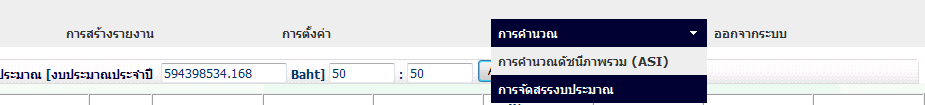 การสร้างรายงาน การตั้งค่า การคำนวณ ออกจากระบบ
การคำนวณดัชนีภาพรวม (ASI)
ประมาณ [งบประมาณประจำปี 594398534.168 Baht] 50 : 50
การจัดสรรงบประมาณ